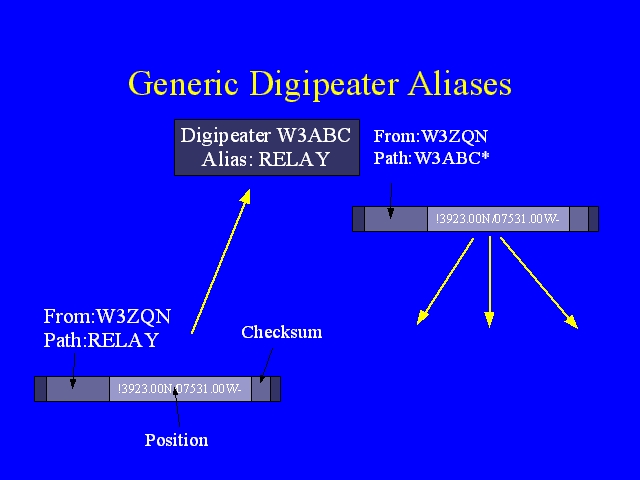 Generic Digipeater Aliases
Digipeater W3ABC
Alias: RELAY
From:W3ZQN
Path:W3ABC*
!3923.00N/07531.00W-
From:W3ZQN
Path:RELAY
Checksum
!3923.00N/07531.00W-
Position